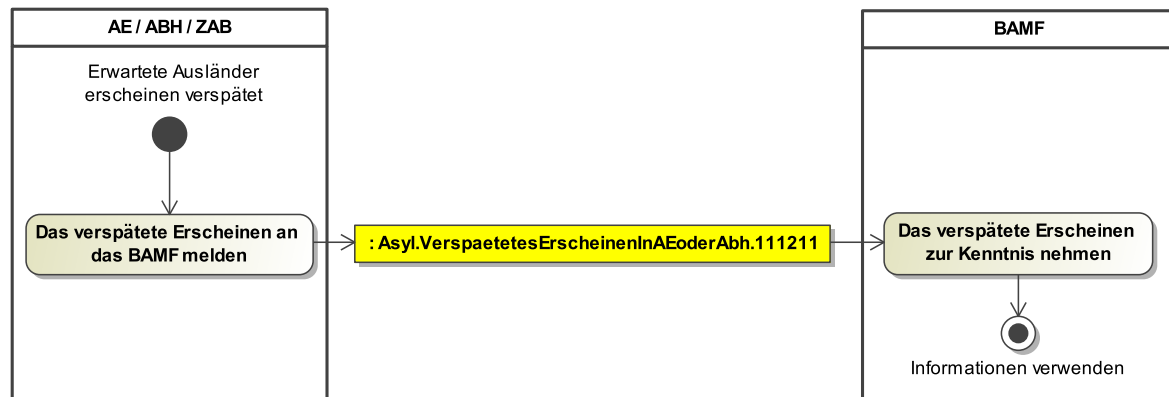 AE / ABH / ZAB
BAMF
Erwartete Ausländer
erscheinen verspätet
Das verspätete Erscheinen an
das BAMF melden
: Asyl.VerspaetetesErscheinenInAEoderAbh.111211
Das verspätete Erscheinen
zur Kenntnis nehmen
Informationen verwenden